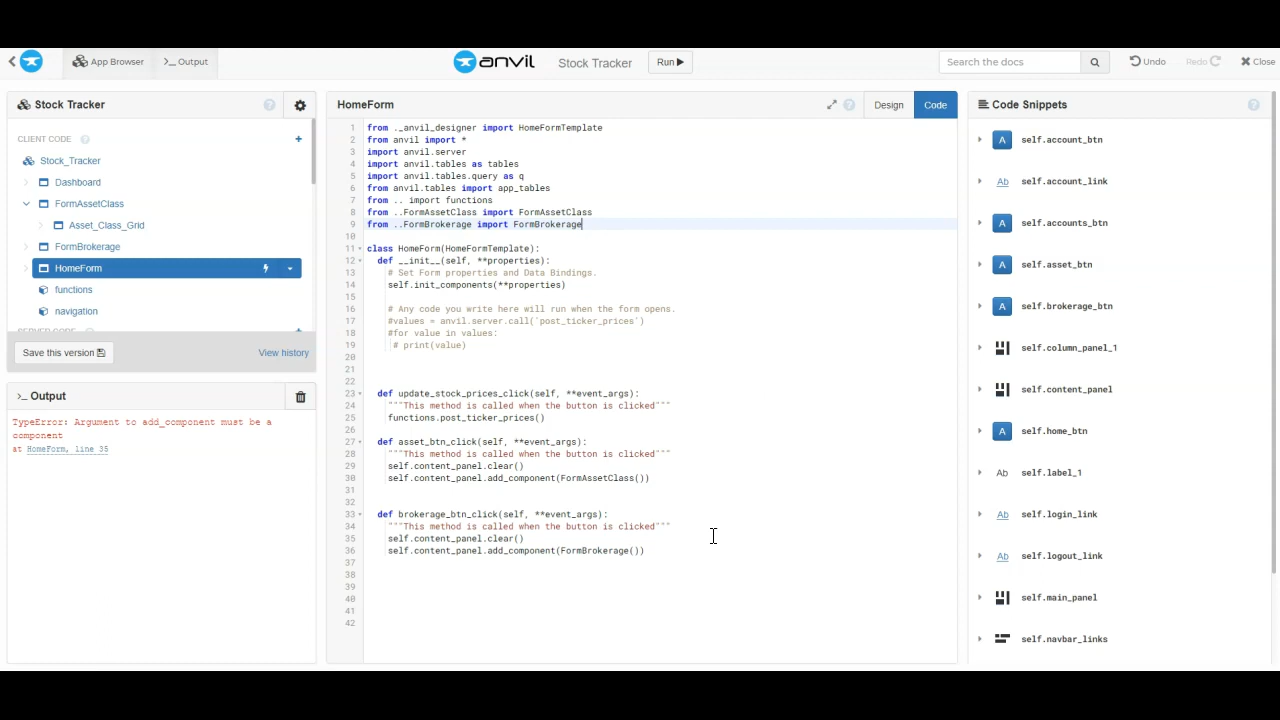 App Browser
>_ Output
anvil
Stock Tracker
Run
Search the docs
Undo
Redo
Close
Stock Tracker
CLIENT CODE
Stock_Tracker
Dashboard
FormAssetClass
Asset_Class_Grid
FormBrokerage
HomeForm
functions
navigation
SERVER CODE
Save this version
View history
>_ Output
TypeError: Argument to add_component must be a
component
at HomeForm, line 35
HomeForm
Design
Code
1 from ._anvil_designer import HomeFormTemplate
2 from anvil import *
3 import anvil.server
4 import anvil.tables as tables
5 import anvil.tables.query as q
6 from anvil.tables import app_tables
7 from .. import functions
8 from ..FormAssetClass import FormAssetClass
9 from ..FormBrokerage import FormBrokerage
10
11 class HomeForm(HomeFormTemplate):
12 def __init__(self, **properties):
13 # Set Form properties and Data Bindings.
14 self.init_components(**properties)
15
16 # Any code you write here will run when the form opens.
17 #values = anvil.server.call('post_ticker_prices')
18 #for value in values:
19 # print(value)
20
21
22
23 def update_stock_prices_click(self, **event_args):
24 """This method is called when the button is clicked"""
25 functions.post_ticker_prices()
26
27 def asset_btn_click(self, **event_args):
28 """This method is called when the button is clicked"""
29 self.content_panel.clear()
30 self.content_panel.add_component(FormAssetClass())
31
32
33 def brokerage_btn_click(self, **event_args):
34 """This method is called when the button is clicked"""
35 self.content_panel.clear()
36 self.content_panel.add_component(FormBrokerage())
37
38
39
40
41
42
Code Snippets
A self.account_btn
Ab self.account_link
A self.accounts_btn
A self.asset_btn
A self.brokerage_btn
self.column_panel_1
self.content_panel
A self.home_btn
Ab self.label_1
Ab self.login_link
Ab self.logout_link
self.main_panel
self.navbar_links